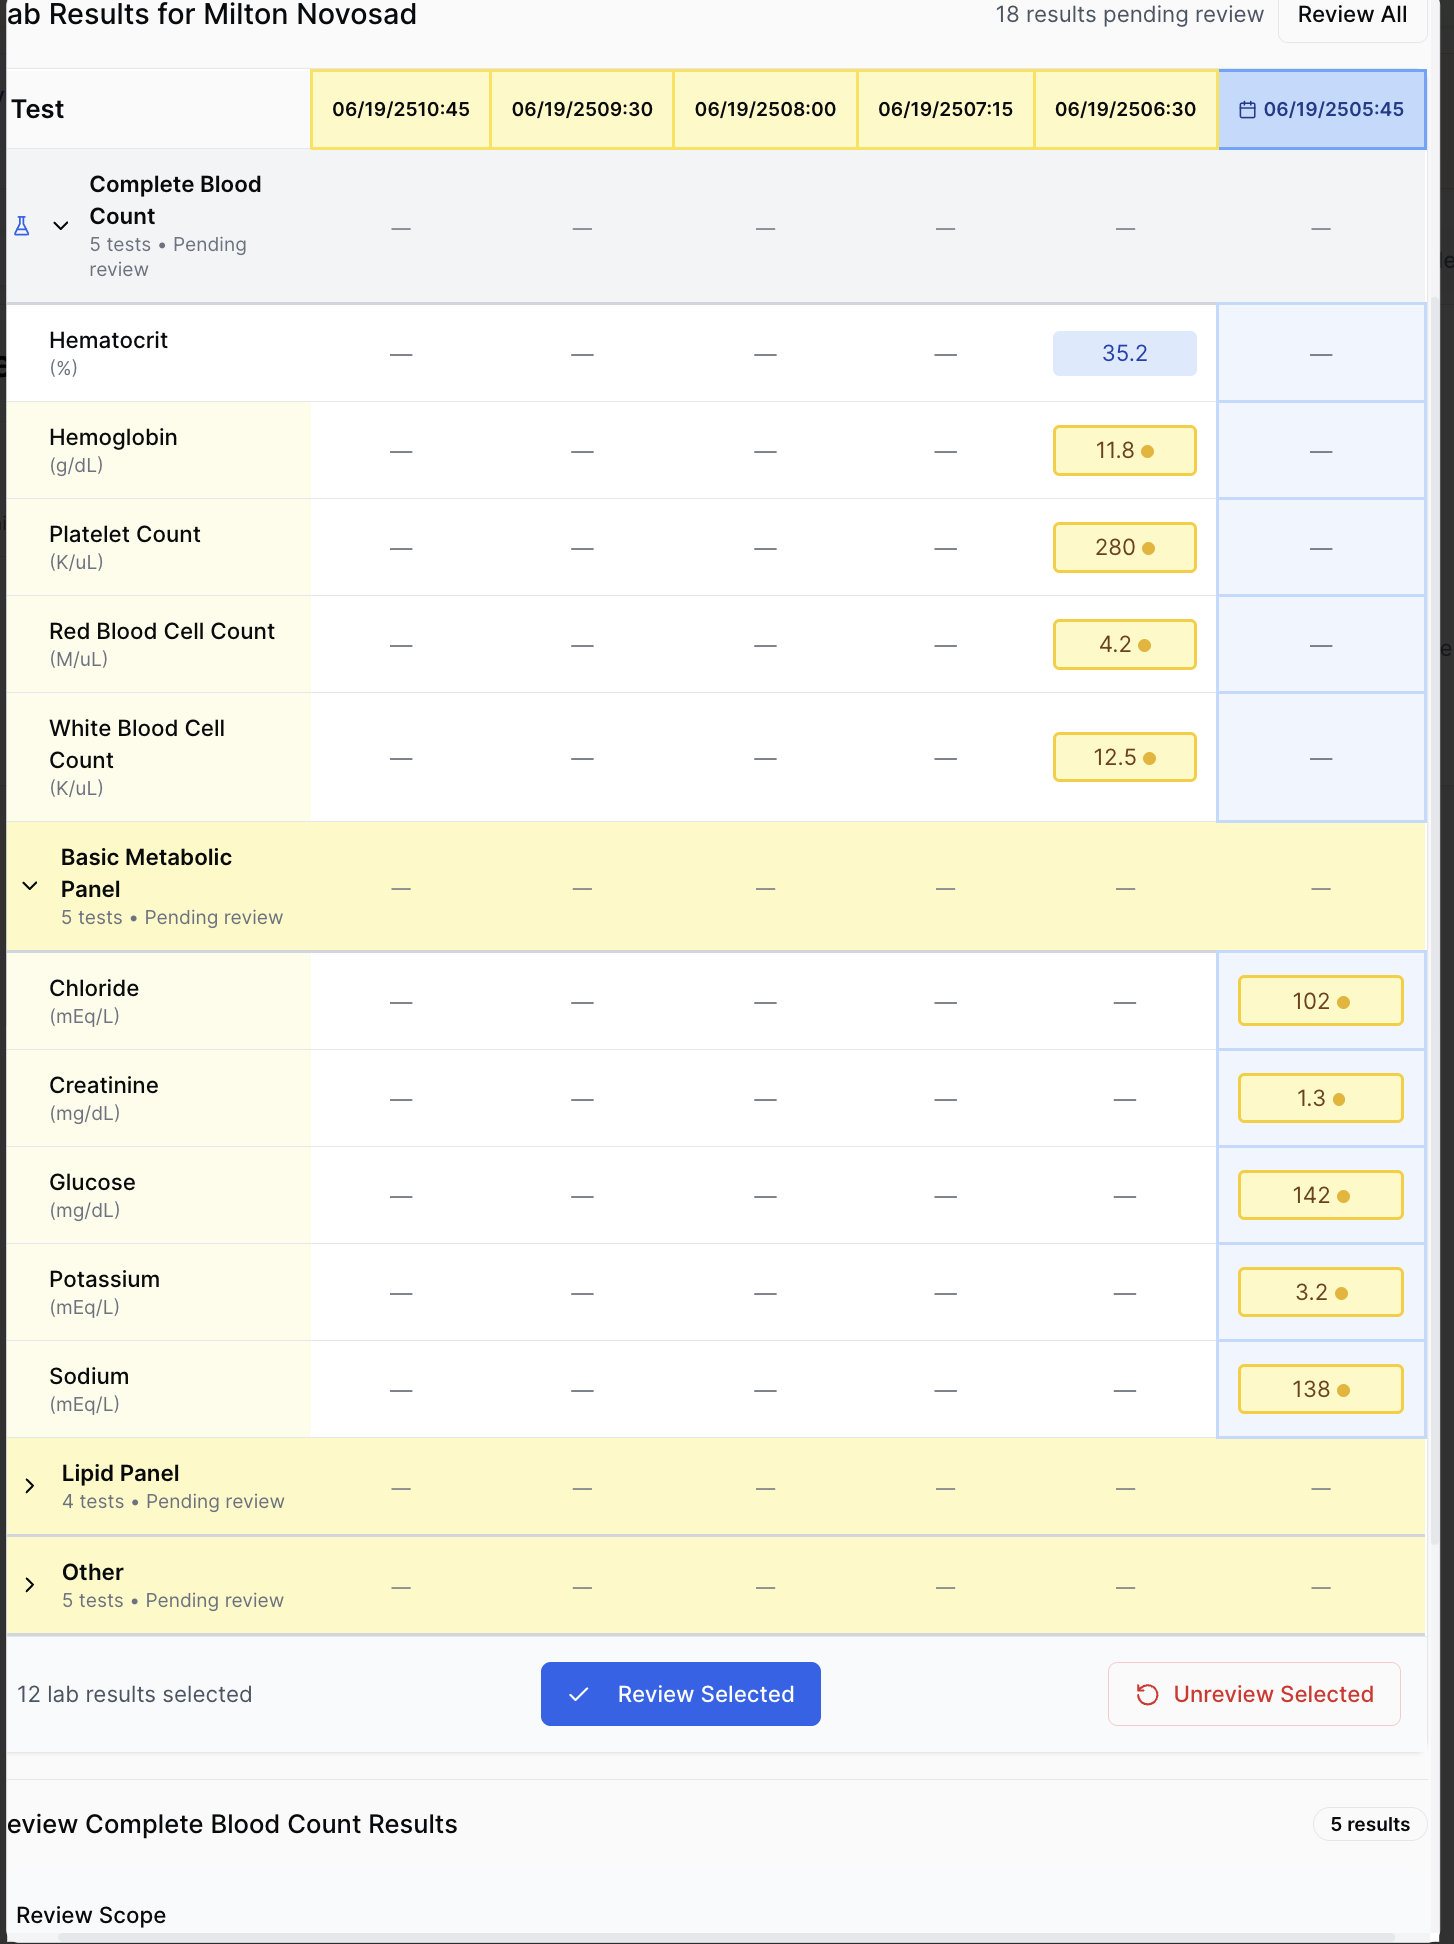 ab Results for Milton Novosad
18 results pending review
Review All
Test
06/19/2510:45
06/19/2509:30
06/19/2508:00
06/19/2507:15
06/19/2506:30
06/19/2505:45
Complete Blood
Count
5 tests • Pending
review
— — — — — —
Hematocrit
(%)
— — — — 35.2 —
Hemoglobin
(g/dL)
— — — — 11.8 —
Platelet Count
(K/uL)
— — — — 280 —
Red Blood Cell Count
(M/uL)
— — — — 4.2 —
White Blood Cell
Count
(K/uL)
— — — — 12.5 —
Basic Metabolic
Panel
5 tests • Pending review
— — — — — —
Chloride
(mEq/L)
— — — — — 102
Creatinine
(mg/dL)
— — — — — 1.3
Glucose
(mg/dL)
— — — — — 142
Potassium
(mEq/L)
— — — — — 3.2
Sodium
(mEq/L)
— — — — — 138
Lipid Panel
4 tests • Pending review
— — — — — —
Other
5 tests • Pending review
— — — — — —
12 lab results selected
Review Selected
Unreview Selected
eview Complete Blood Count Results
5 results
Review Scope